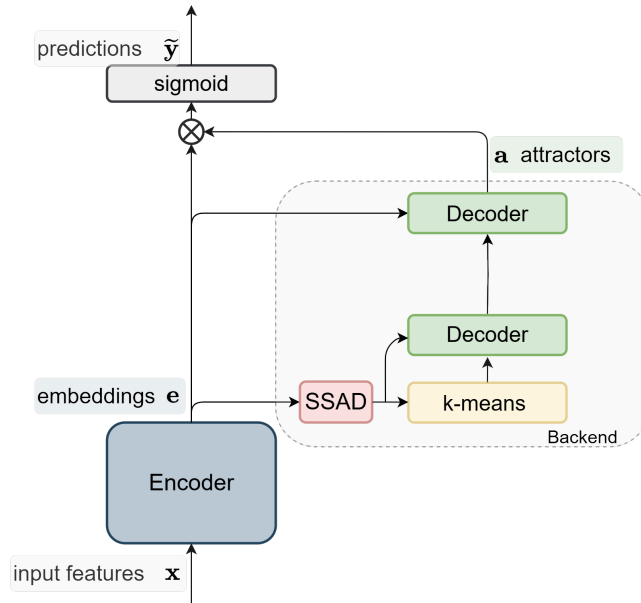 predictions ỹ
sigmoid
a attractors
Decoder
Decoder
embeddings e
SSAD
k-means
Backend
Encoder
input features x